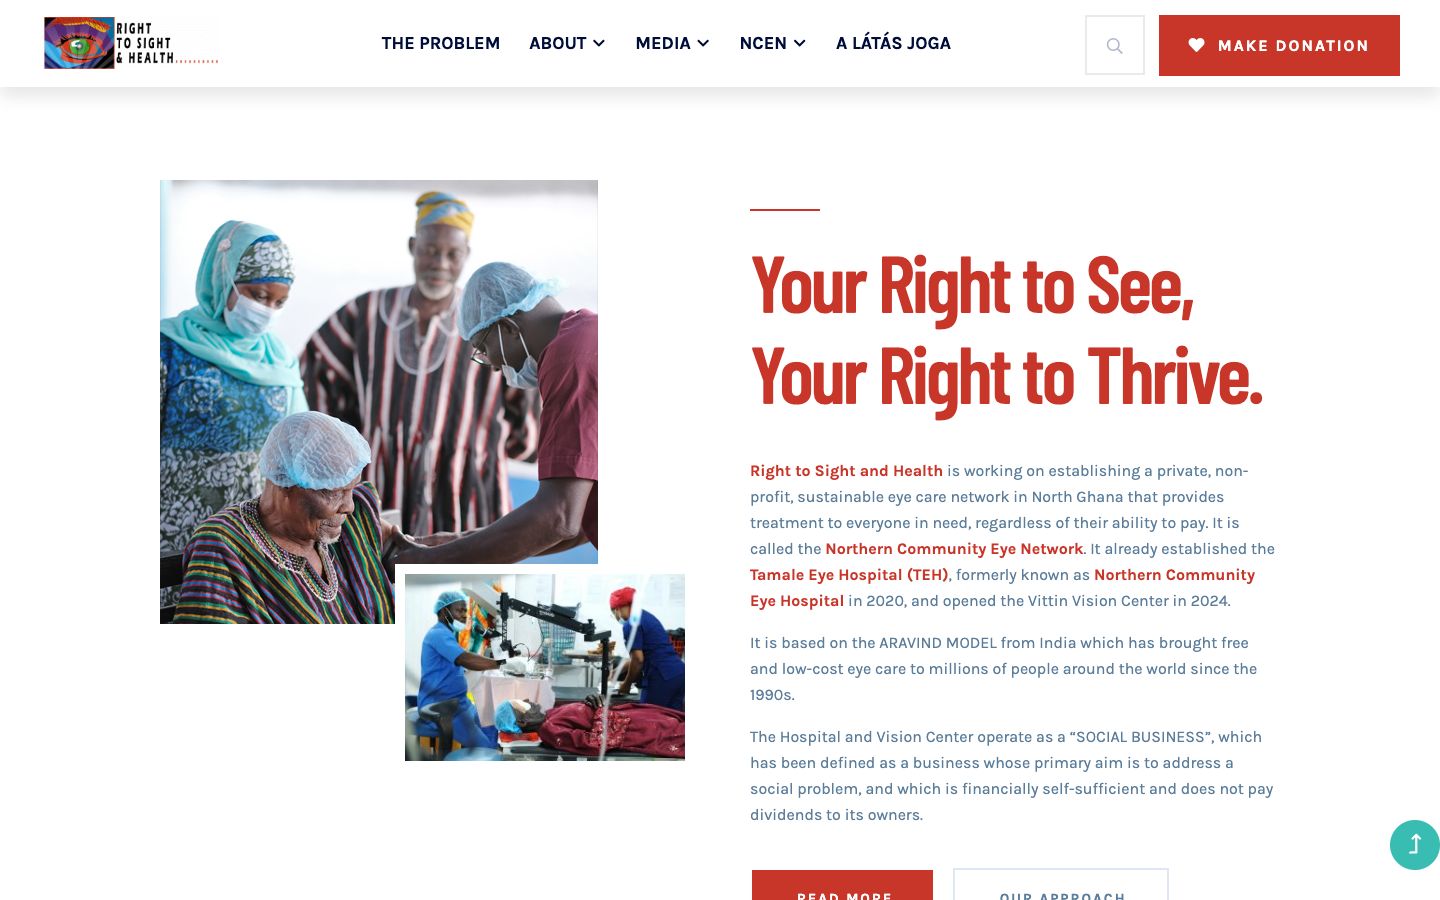 RIGHT
TO SIGHT
& HEALTH..........
THE PROBLEM
ABOUT
MEDIA
NCEN
A LÁTÁS JOGA
MAKE DONATION
Your Right to See,
Your Right to Thrive.
Right to Sight and Health is working on establishing a private, non-
profit, sustainable eye care network in North Ghana that provides
treatment to everyone in need, regardless of their ability to pay. It is
called the Northern Community Eye Network. It already established the
Tamale Eye Hospital (TEH), formerly known as Northern Community
Eye Hospital in 2020, and opened the Vittin Vision Center in 2024.
It is based on the ARAVIND MODEL from India which has brought free
and low-cost eye care to millions of people around the world since the
1990s.
The Hospital and Vision Center operate as a “SOCIAL BUSINESS”, which
has been defined as a business whose primary aim is to address a
social problem, and which is financially self-sufficient and does not pay
dividends to its owners.
READ MORE
OUR APPROACH